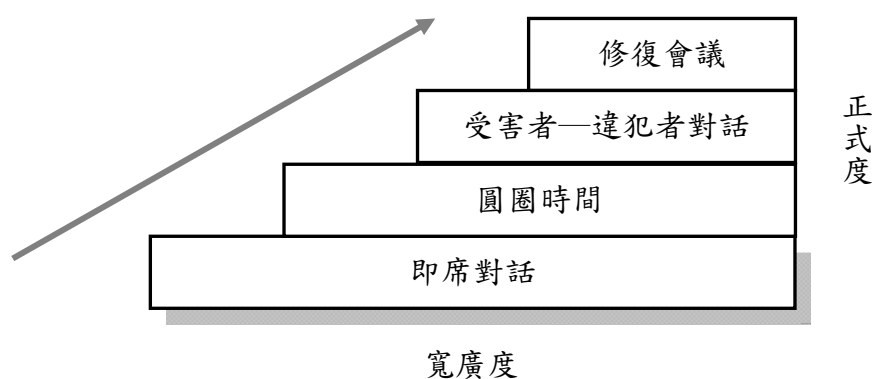 修復會議
受害者—違犯者對話
圓圈時間
即席對話
正式度
寬廣度